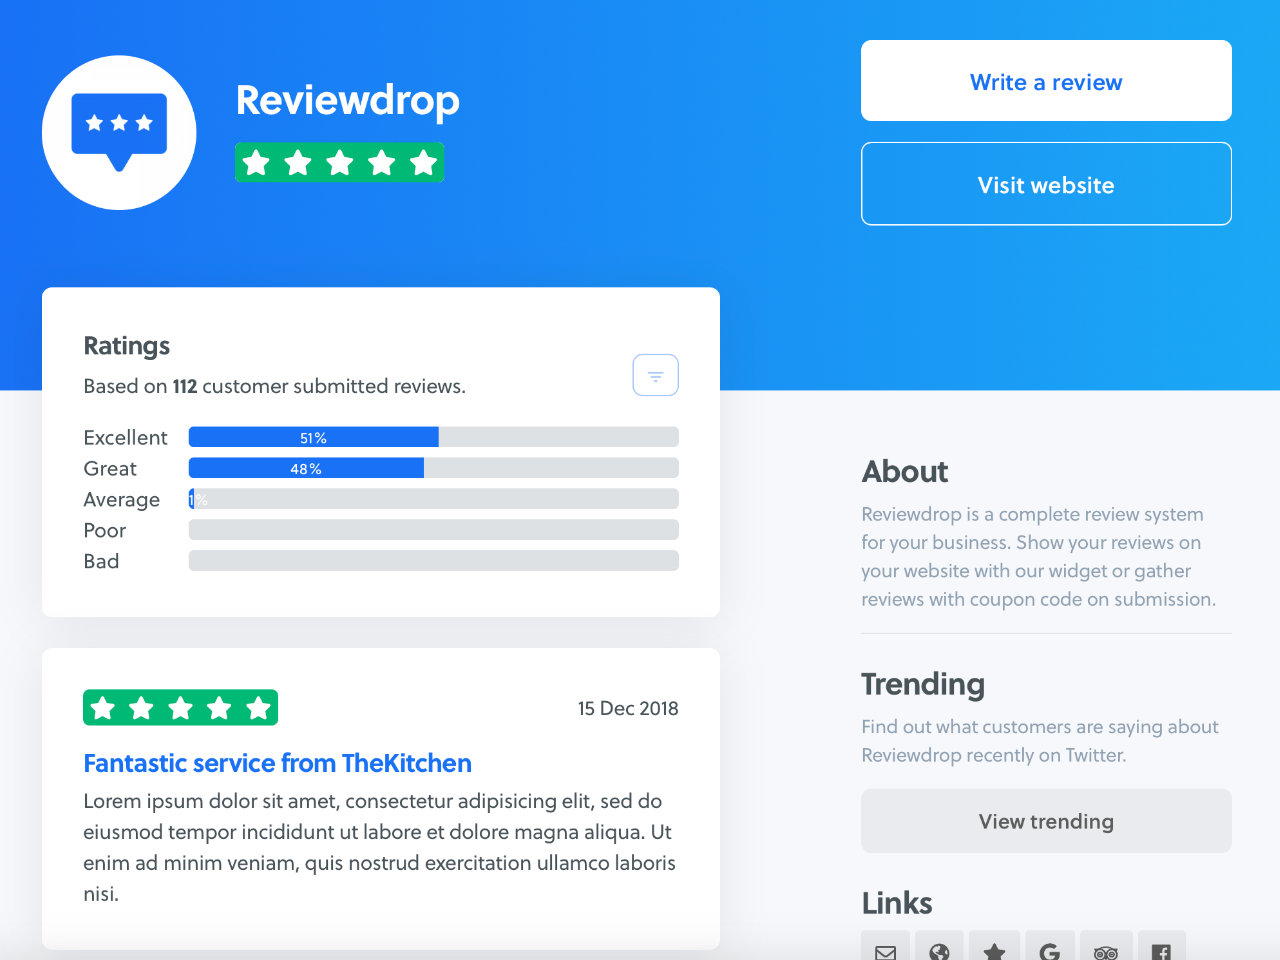 Reviewdrop
Write a review
Visit website
Ratings
Based on 112 customer submitted reviews.
Excellent 51%
Great 48%
Average 1%
Poor
Bad
15 Dec 2018
Fantastic service from TheKitchen
Lorem ipsum dolor sit amet, consectetur adipisicing elit, sed do
eiusmod tempor incididunt ut labore et dolore magna aliqua. Ut
enim ad minim veniam, quis nostrud exercitation ullamco laboris
nisi.
About
Reviewdrop is a complete review system
for your business. Show your reviews on
your website with our widget or gather
reviews with coupon code on submission.
Trending
Find out what customers are saying about
Reviewdrop recently on Twitter.
View trending
Links